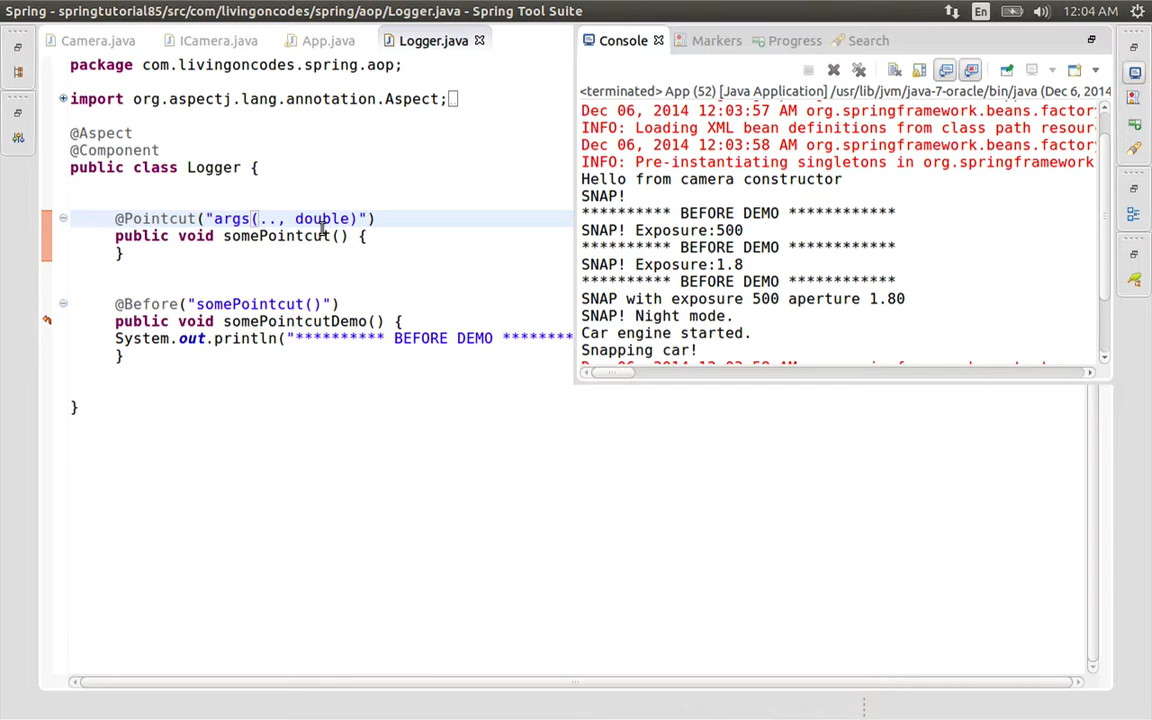 Spring - springtutorial85/src/com/livingoncodes/spring/aop/Logger.java - Spring Tool Suite
En
12:04 AM
Camera.java
ICamera.java
App.java
Logger.java
package com.livingoncodes.spring.aop;
import org.aspectj.lang.annotation.Aspect;
@Aspect
@Component
public class Logger {
@Pointcut("args(.., double)")
public void somePointcut() {
}
@Before("somePointcut()")
public void somePointcutDemo() {
System.out.println("********** BEFORE DEMO ********
}
}
Console
Markers
Progress
Search
<terminated> App (52) [Java Application] /usr/lib/jvm/java-7-oracle/bin/java (Dec 6, 2014
Dec 06, 2014 12:03:57 AM org.springframework.beans.factor
INFO: Loading XML bean definitions from class path resour
Dec 06, 2014 12:03:58 AM org.springframework.beans.factor
INFO: Pre-instantiating singletons in org.springframework
Hello from camera constructor
SNAP!
********** BEFORE DEMO ************
SNAP! Exposure:500
********** BEFORE DEMO ************
SNAP! Exposure:1.8
********** BEFORE DEMO ************
SNAP with exposure 500 aperture 1.80
SNAP! Night mode.
Car engine started.
Snapping car!